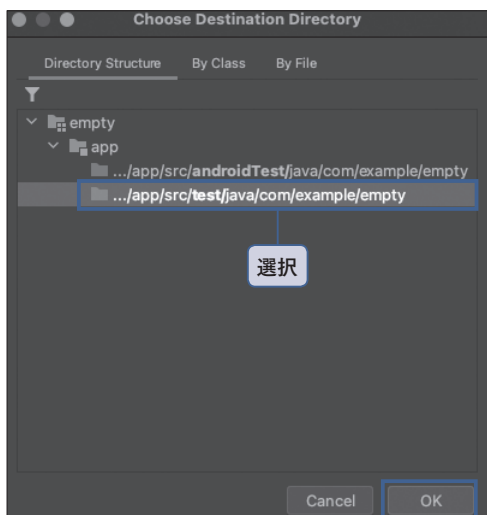 Choose Destination Directory
Directory Structure By Class By File
empty
app
.../app/src/androidTest/java/com/example/empty
.../app/src/test/java/com/example/empty
選択
Cancel OK